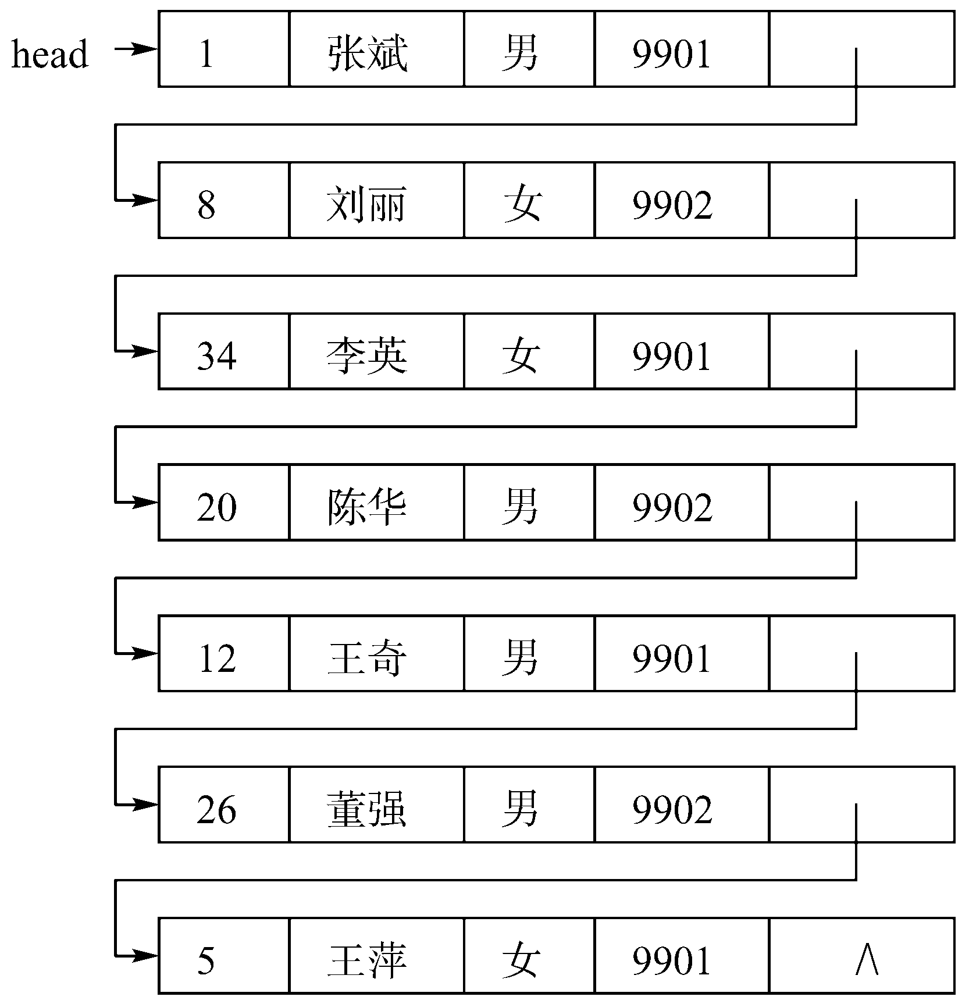 head 1 张斌 男 9901
8 刘丽 女 9902
34 李英 女 9901
20 陈华 男 9902
12 王奇 男 9901
26 董强 男 9902
5 王萍 女 9901 ∧